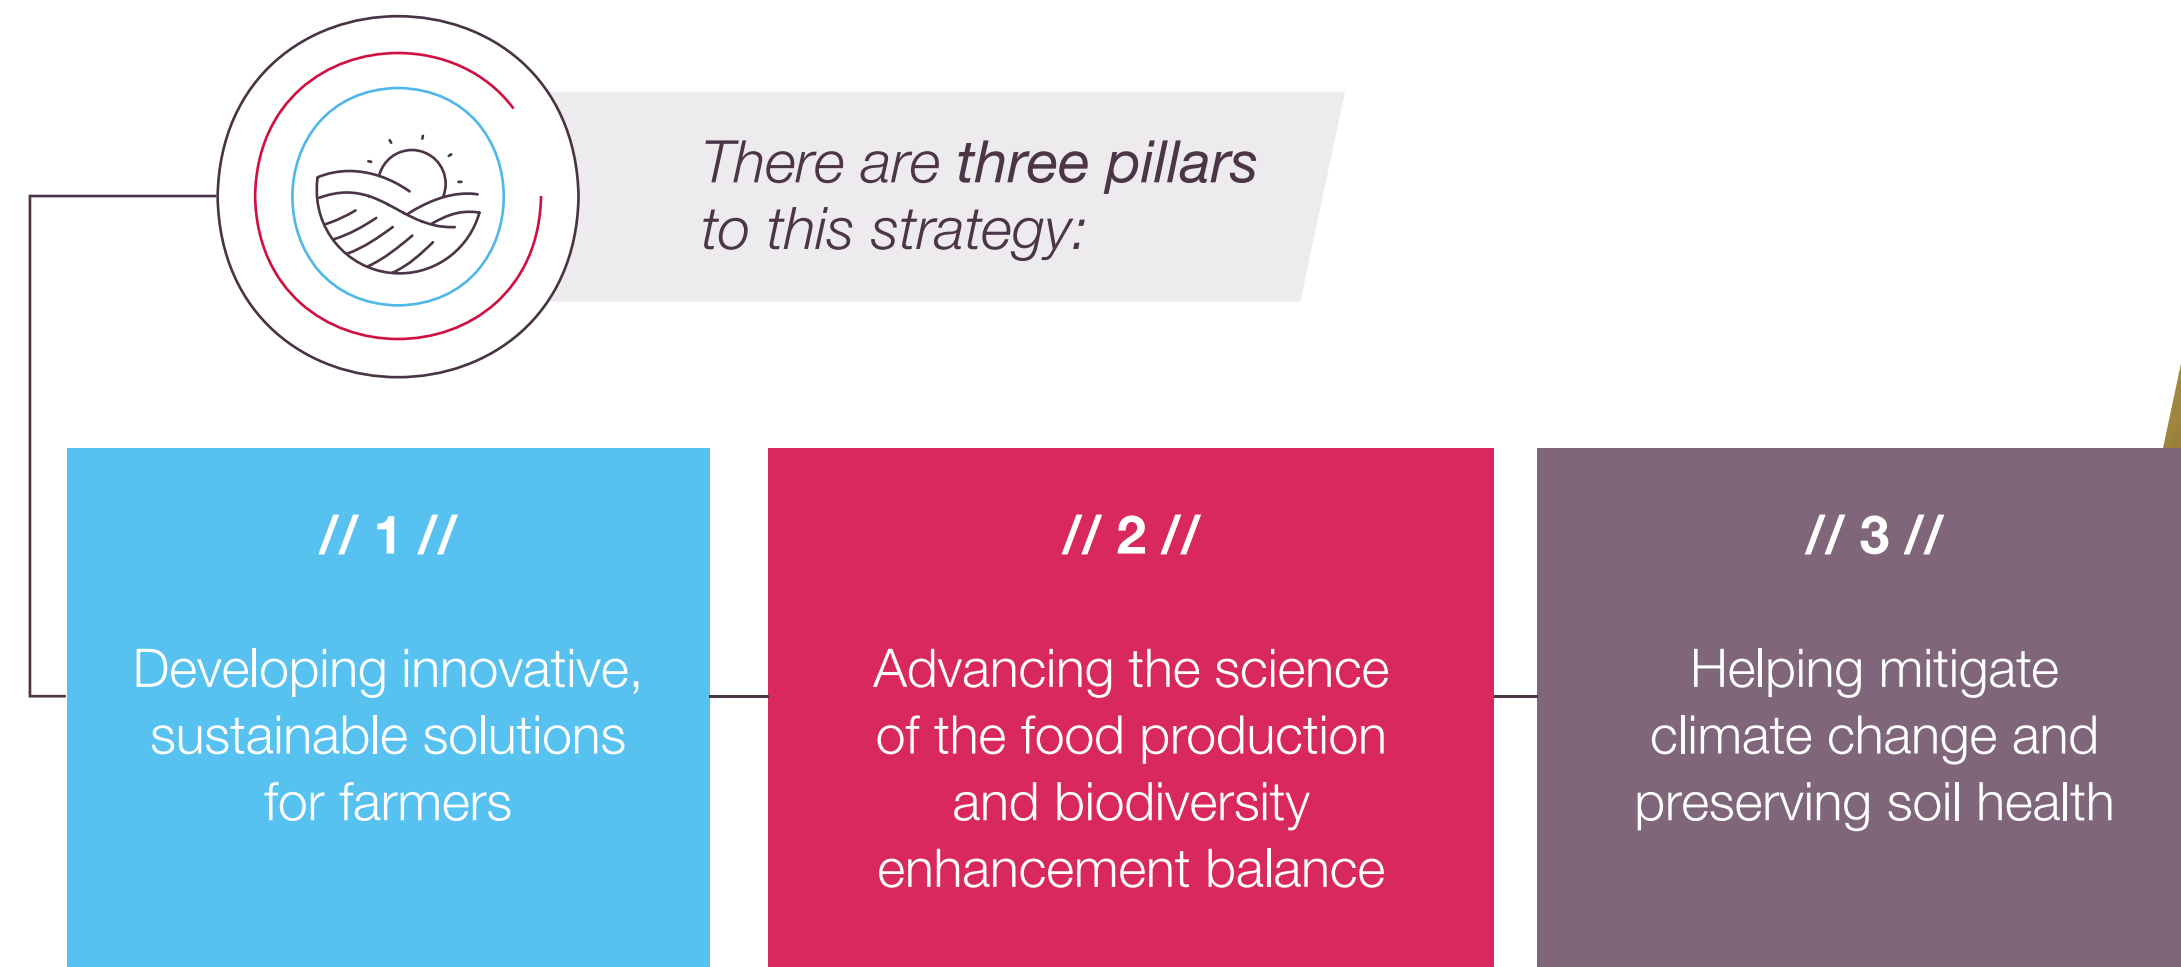 There are three pillars
to this strategy:
// 1 //
Developing innovative,
sustainable solutions
for farmers
// 2 //
Advancing the science
of the food production
and biodiversity
enhancement balance
// 3 //
Helping mitigate
climate change and
preserving soil health